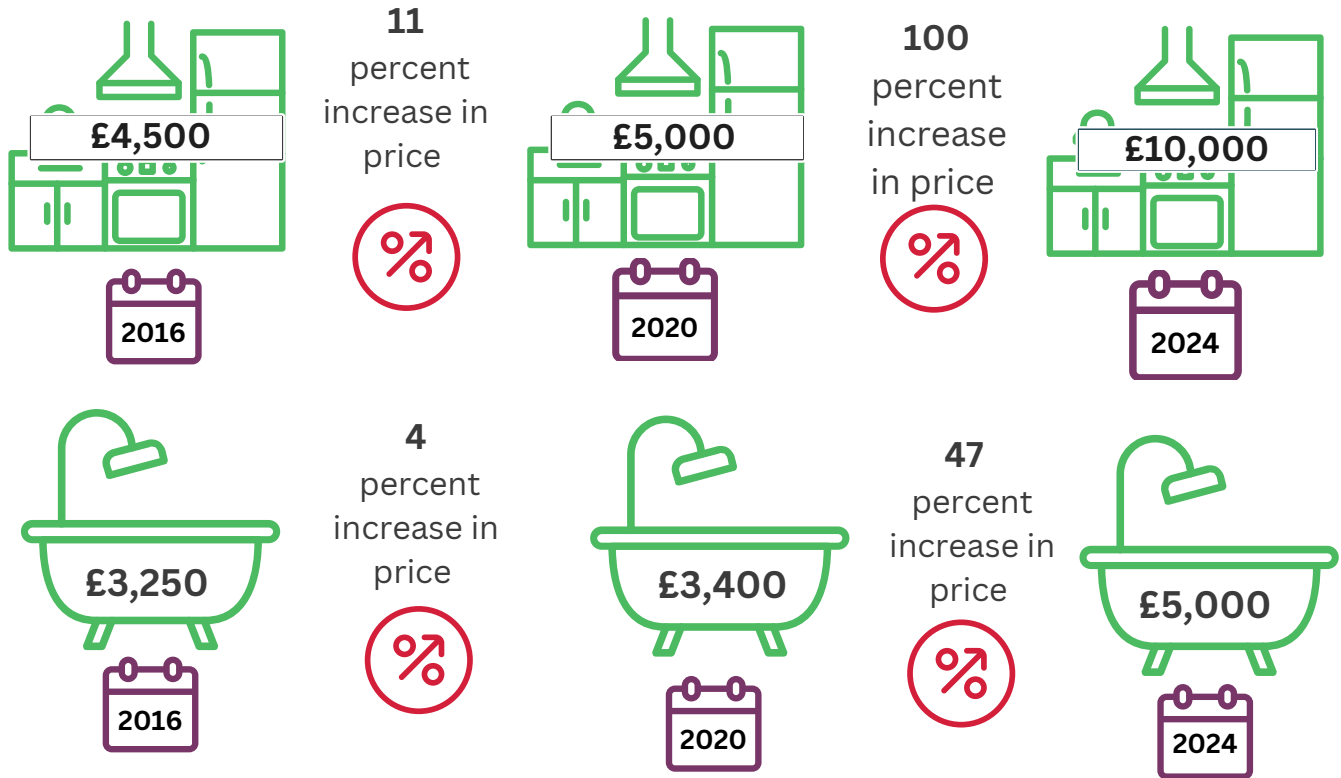 11
percent
increase in
price
100
percent
increase
in price
£4,500
£5,000
£10,000
2016
2020
2024
4
percent
increase in
price
47
percent
increase in
price
£3,250
£3,400
£5,000
2016
2020
2024